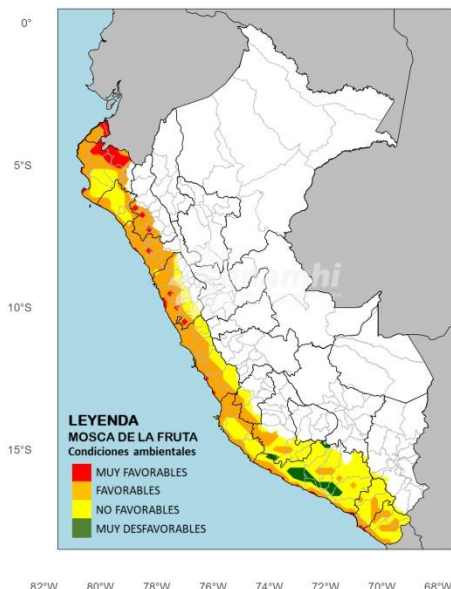 0°
5°S
10°S
15°S
LEYENDA
MOSCA DE LA FRUTA
Condiciones ambientales
MUY FAVORABLES
FAVORABLES
NO FAVORABLES
MUY DESFAVORABLES
82°W 80°W 78°W 76°W 74°W 72°W 70°W 68°W